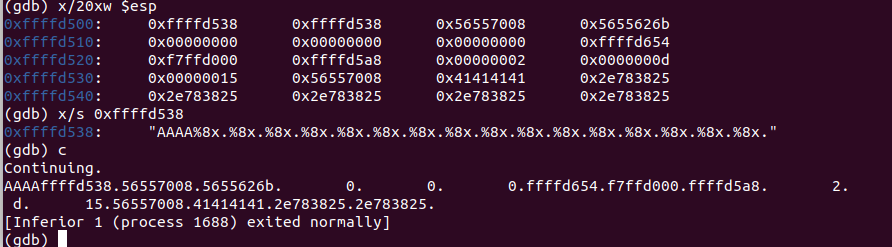 (gdb) x/20xw $esp
0xffffd500:     0xffffd538      0xffffd538      0x56557008      0x5655626b
0xffffd510:     0x00000000      0x00000000      0x00000000      0xffffd654
0xffffd520:     0xf7ffd000      0xffffd5a8      0x00000002      0x0000000d
0xffffd530:     0x00000015      0x56557008      0x41414141      0x2e783825
0xffffd540:     0x2e783825      0x2e783825      0x2e783825      0x2e783825
(gdb) x/s 0xffffd538
0xffffd538:     "AAAA%8x.%8x.%8x.%8x.%8x.%8x.%8x.%8x.%8x.%8x.%8x.%8x.%8x.%8x.%8x.%8x."
(gdb) c
Continuing.
AAAAffffd538.56557008.5655626b.       0.       0.       0.ffffd654.f7ffd000.ffffd5a8.       2.
 d.      15.56557008.41414141.2e783825.2e783825.
[Inferior 1 (process 1688) exited normally]
(gdb)